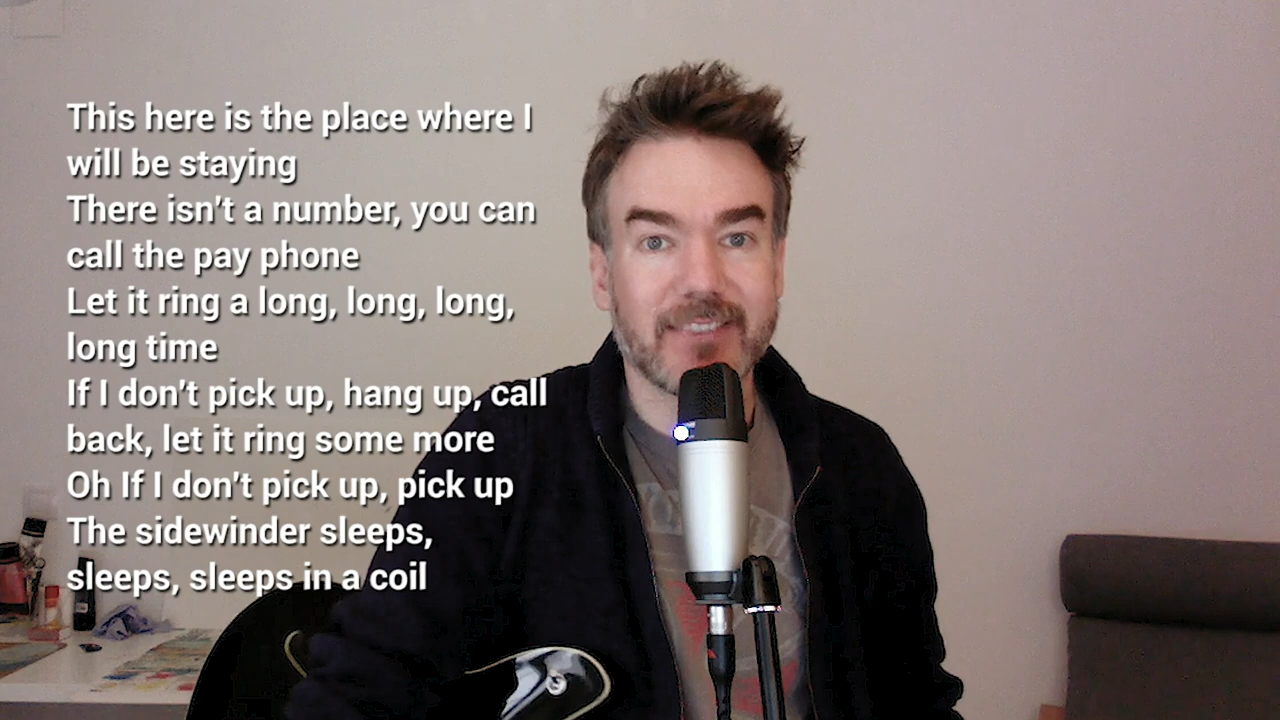 This here is the place where I
will be staying
There isn't a number, you can
call the pay phone
Let it ring a long, long, long,
long time
If I don't pick up, hang up, call
back, let it ring some more
Oh If I don't pick up, pick up
The sidewinder sleeps,
sleeps, sleeps in a coil